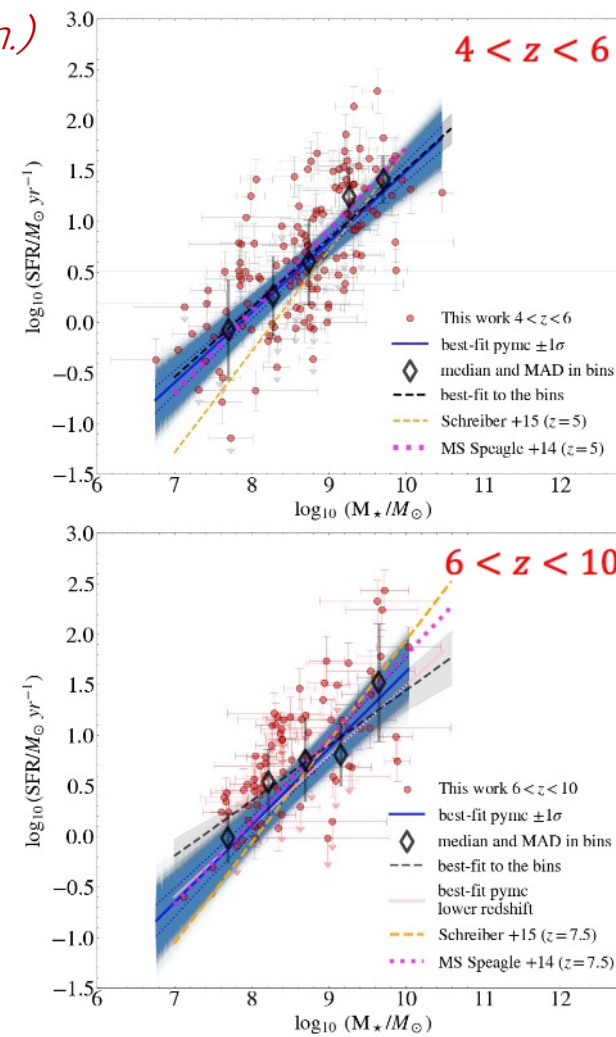 n.)
4 < z < 6
3.0
2.5
2.0
1.5
1.0
0.5
0.0
−0.5
−1.0
−1.5
log₁₀(SFR/M⊙ yr⁻¹)
This work 4<z<6
best-fit pymc ±1σ
median and MAD in bins
best-fit to the bins
Schreiber +15 (z=5)
MS Speagle +14 (z=5)
6 7 8 9 10 11 12
log₁₀ (M⋆/M⊙)
6 < z < 10
3.0
2.5
2.0
1.5
1.0
0.5
0.0
−0.5
−1.0
−1.5
log₁₀(SFR/M⊙ yr⁻¹)
This work 6<z<10
best-fit pymc ±1σ
median and MAD in bins
best-fit to the bins
best-fit pymc
lower redshift
Schreiber +15 (z=7.5)
MS Speagle +14 (z=7.5)
6 7 8 9 10 11 12
log₁₀ (M⋆/M⊙)